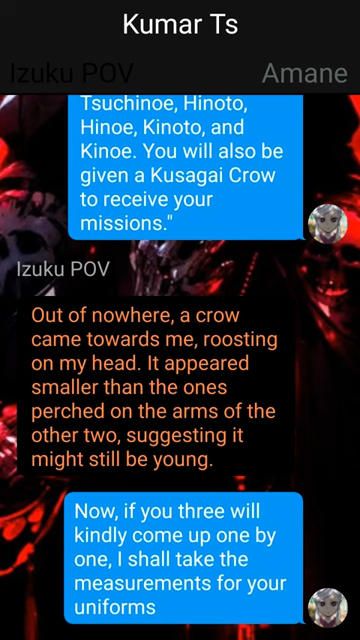 Kumar Ts
Izuku POV
Amane
Tsuchinoe, Hinoto,
Hinoe, Kinoto, and
Kinoe. You will also be
given a Kusagai Crow
to receive your
missions."
Izuku POV
Out of nowhere, a crow
came towards me, roosting
on my head. It appeared
smaller than the ones
perched on the arms of the
other two, suggesting it
might still be young.
Now, if you three will
kindly come up one by
one, I shall take the
measurements for your
uniforms